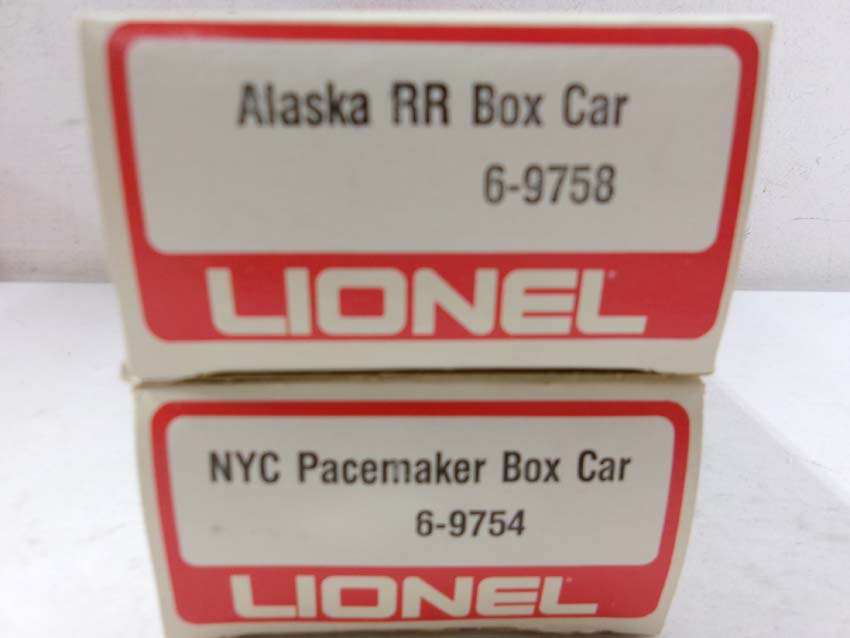 Alaska RR Box Car
6-9758
LIONEL
NYC Pacemaker Box Car
6-9754
LIONEL